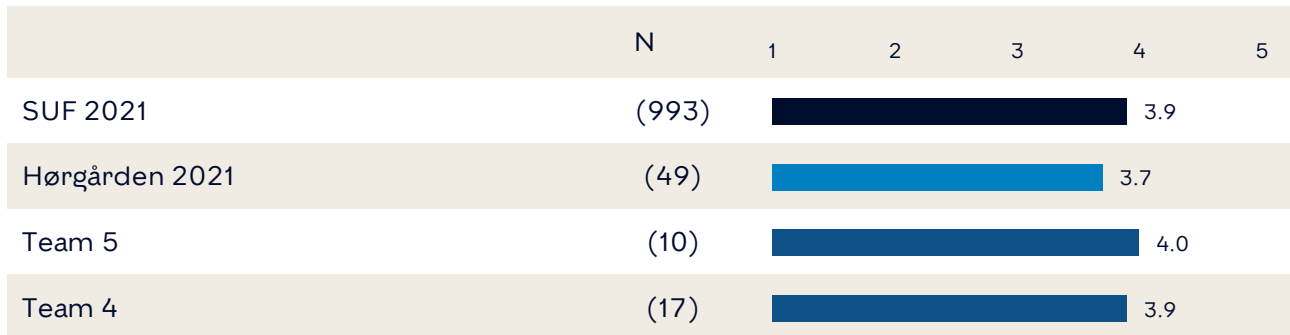 N 1 2 3 4 5
SUF 2021 (993) 3.9
Hørgården 2021 (49) 3.7
Team 5 (10) 4.0
Team 4 (17) 3.9